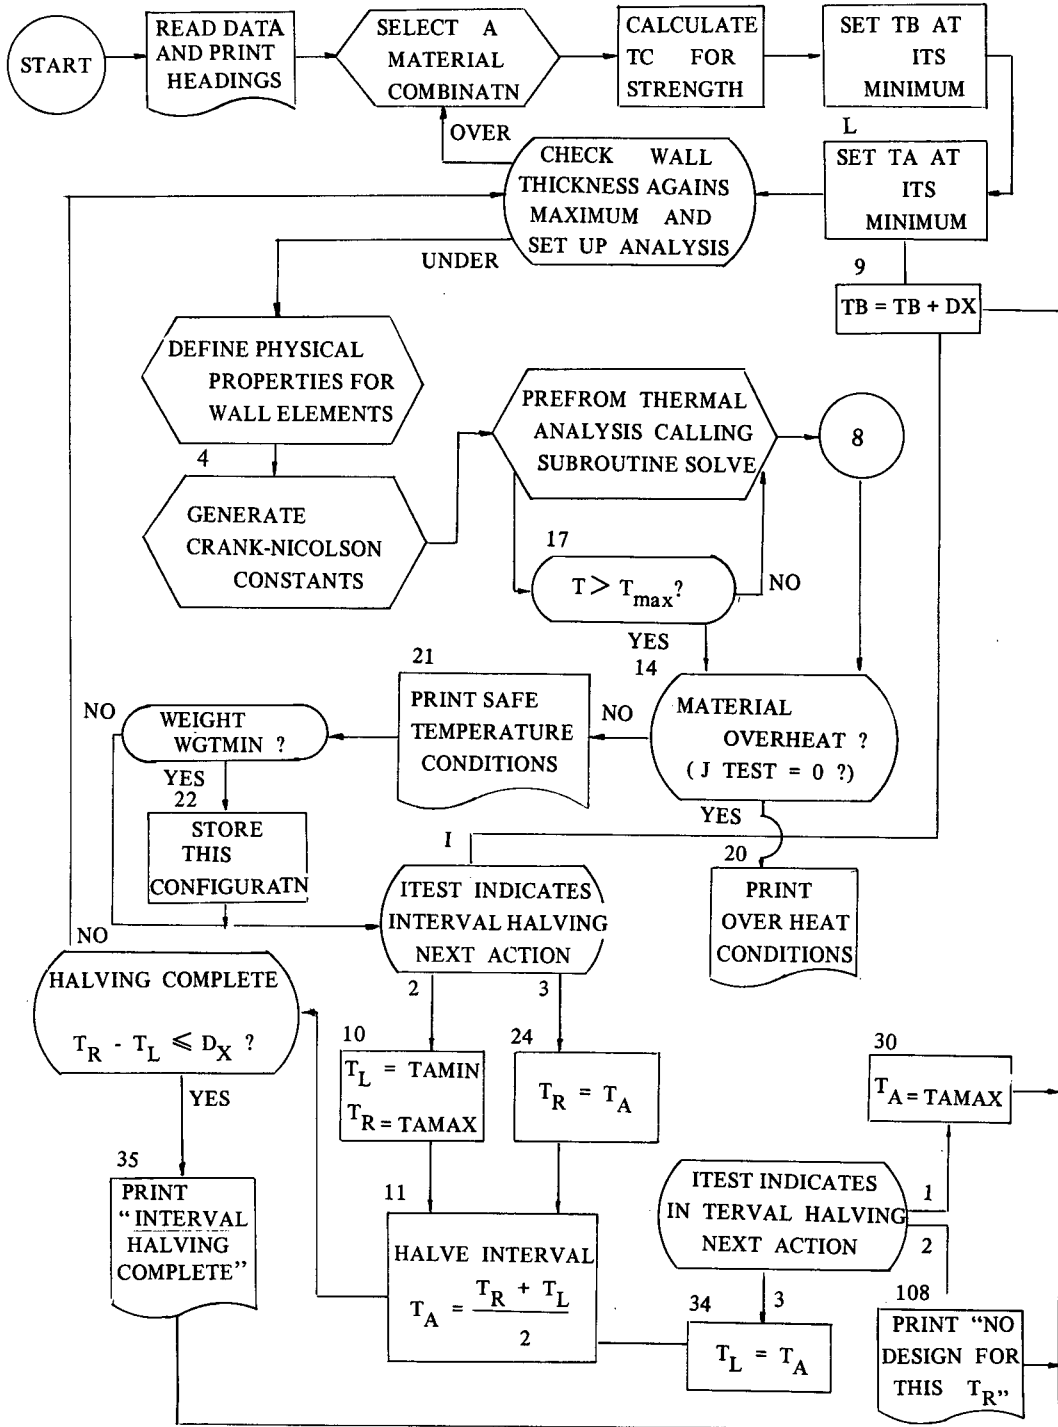 START
READ DATA
AND PRINT
HEADINGS
SELECT A
MATERIAL
COMBINATN
CALCULATE
TC FOR
STRENGTH
SET TB AT
ITS
MINIMUM
OVER
L
CHECK WALL
THICKNESS AGAINS
MAXIMUM AND
SET UP ANALYSIS
SET TA AT
ITS
MINIMUM
UNDER
9
TB = TB + DX
DEFINE PHYSICAL
PROPERTIES FOR
WALL ELEMENTS
PREFROM THERMAL
ANALYSIS CALLING
SUBROUTINE SOLVE
8
4
GENERATE
CRANK-NICOLSON
CONSTANTS
17
T > Tmax?
NO
YES
21
14
PRINT SAFE
TEMPERATURE
CONDITIONS
NO
MATERIAL
OVERHEAT ?
( J TEST = 0 ?)
NO
WEIGHT
WGTMIN ?
YES
22
YES
STORE
THIS
CONFIGURATN
I
20
ITEST INDICATES
INTERVAL HALVING
NEXT ACTION
PRINT
OVER HEAT
CONDITIONS
NO
HALVING COMPLETE
TR - TL ⩽ DX ?
2
3
10
24
30
TL = TAMIN
TR = TAMAX
TR = TA
TA = TAMAX
YES
35
PRINT
“INTERVAL
HALVING
COMPLETE”
11
HALVE INTERVAL
TA = TR + TL
2
ITEST INDICATES
IN TERVAL HALVING
NEXT ACTION
1
2
3
34
TL = TA
108
PRINT “NO
DESIGN FOR
THIS TR”